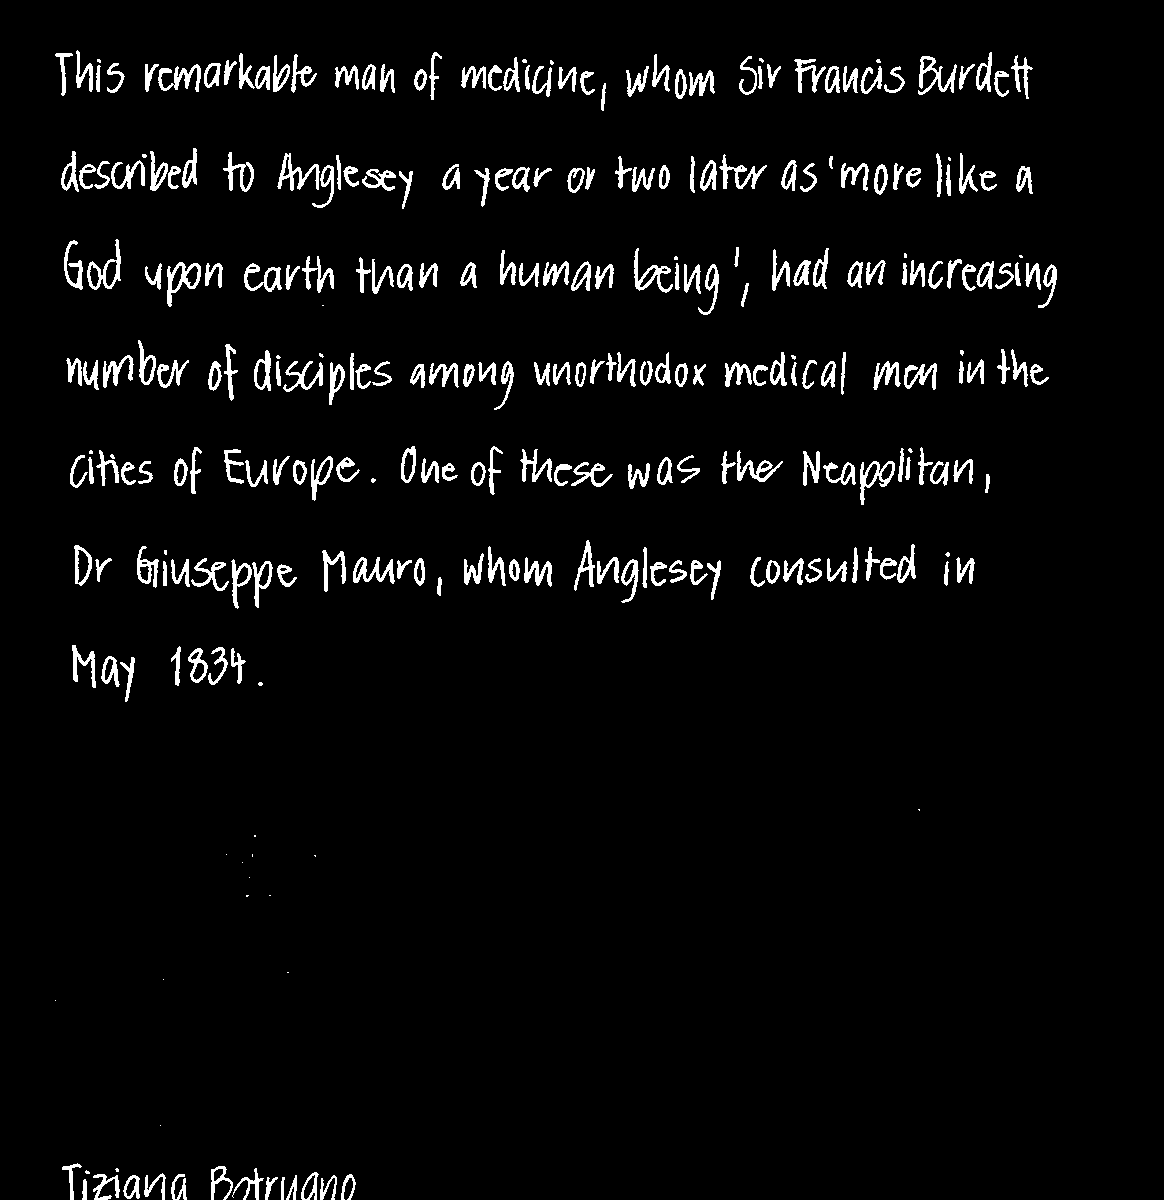 This remarkable man of medicine, whom Sir Francis Burdett
described to Anglesey a year or two later as 'more like a
God upon earth than a human being', had an increasing
number of disciples among unorthodox medical men in the
cities of Europe. One of these was the Neapolitan,
Dr Giuseppe Mauro, whom Anglesey consulted in
May 1834.
Tiziana Botrugno